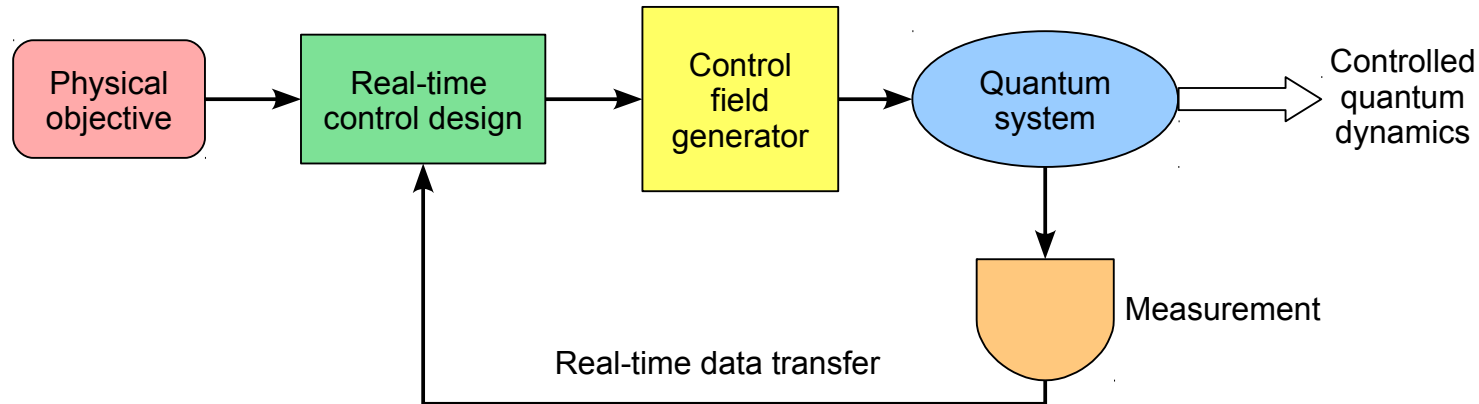 Physical
objective
Real-time
control design
Control
field
generator
Quantum
system
Controlled
quantum
dynamics
Measurement
Real-time data transfer